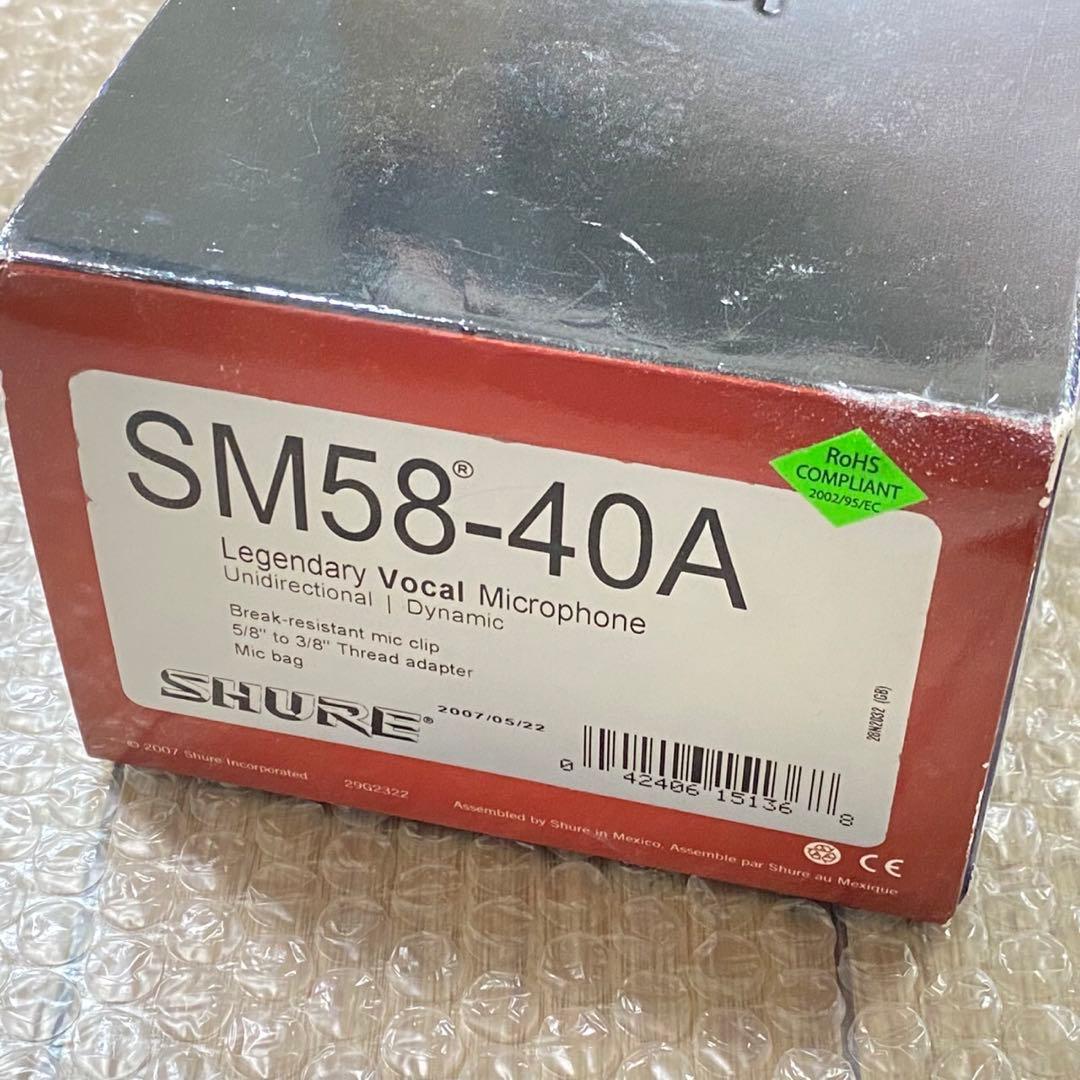 SM58®-40A
RoHS
COMPLIANT
2002/95/EC
Legendary Vocal Microphone
Unidirectional | Dynamic
Break-resistant mic clip
5/8" to 3/8" Thread adapter
Mic bag
SHURE®
2007/05/22
0 42406 15136 8
28N2032 (GB)
© 2007 Shure Incorporated
29G2322
Assembled by Shure in Mexico. Assemble par Shure au Mexique
CE